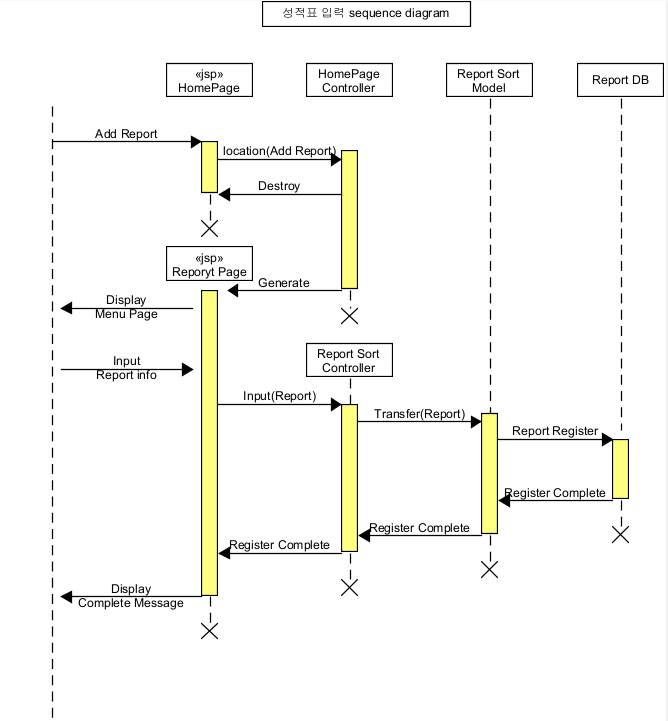 성적표 입력 sequence diagram
«jsp»
HomePage
HomePage
Controller
Report Sort
Model
Report DB
Add Report
location(Add Report)
Destroy
«jsp»
Reporyt Page
Generate
Display
Menu Page
Report Sort
Controller
Input
Report info
Input(Report)
Transfer(Report)
Report Register
Register Complete
Register Complete
Register Complete
Display
Complete Message